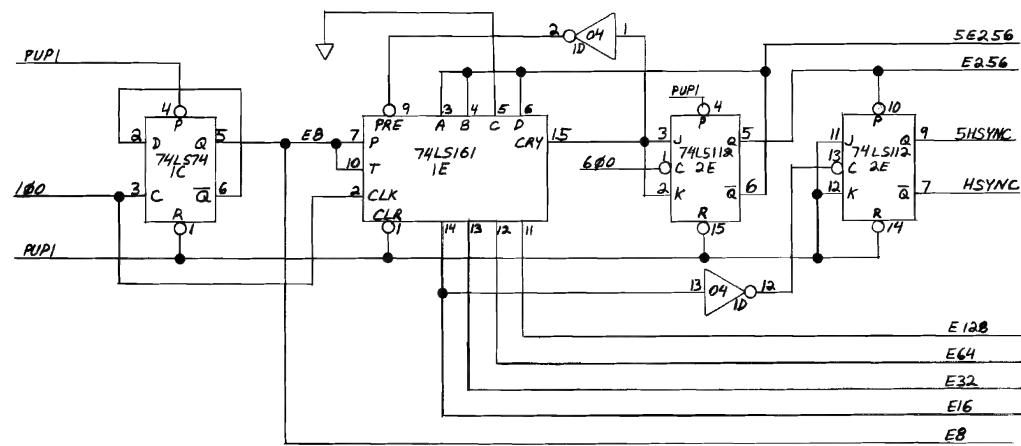 2 04 1
1D
5E256
PUP1
E256
9 3 4 5 6
PUP1 4
10
4
P
PRE A B C D
P
P
2 D Q 5
E8
7 P
CRY 15
3 J Q 5
11 J Q 9
5HSYNC
74LS74
1C
74LS161
1E
10 T
6Ø0
1 C
74LS112
2E
13 C
74LS112
2E
1Ø0
3 C Q 6
2 CLK
2 K Q 6
12 K Q 7
HSYNC
R
1
CLR
1
14 13 12 11
R
15
R
14
PUP1
13 04 12
1D
E128
E64
E32
E16
E8